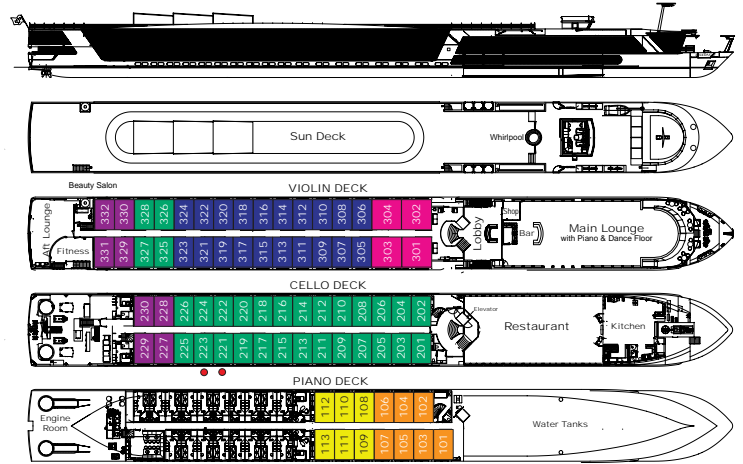 Sun Deck
Whirlpool
Beauty Salon
VIOLIN DECK
332 330 328 326 324 322 320 318 316 314 312 310 308 306 304 302
Aft Lounge
Fitness
Lobby
Shop
Bar
Main Lounge
with Piano & Dance Floor
331 329 327 325 323 321 319 317 315 313 311 309 307 305 303 301
CELLO DECK
230 228 226 224 222 220 218 216 214 212 210 208 206 204 202
Elevator
Restaurant
Kitchen
229 227 225 223 221 219 217 215 213 211 209 207 205 203 201
PIANO DECK
112 110 108 106 104 102
Engine
Room
Water Tanks
113 111 109 107 105 103 101